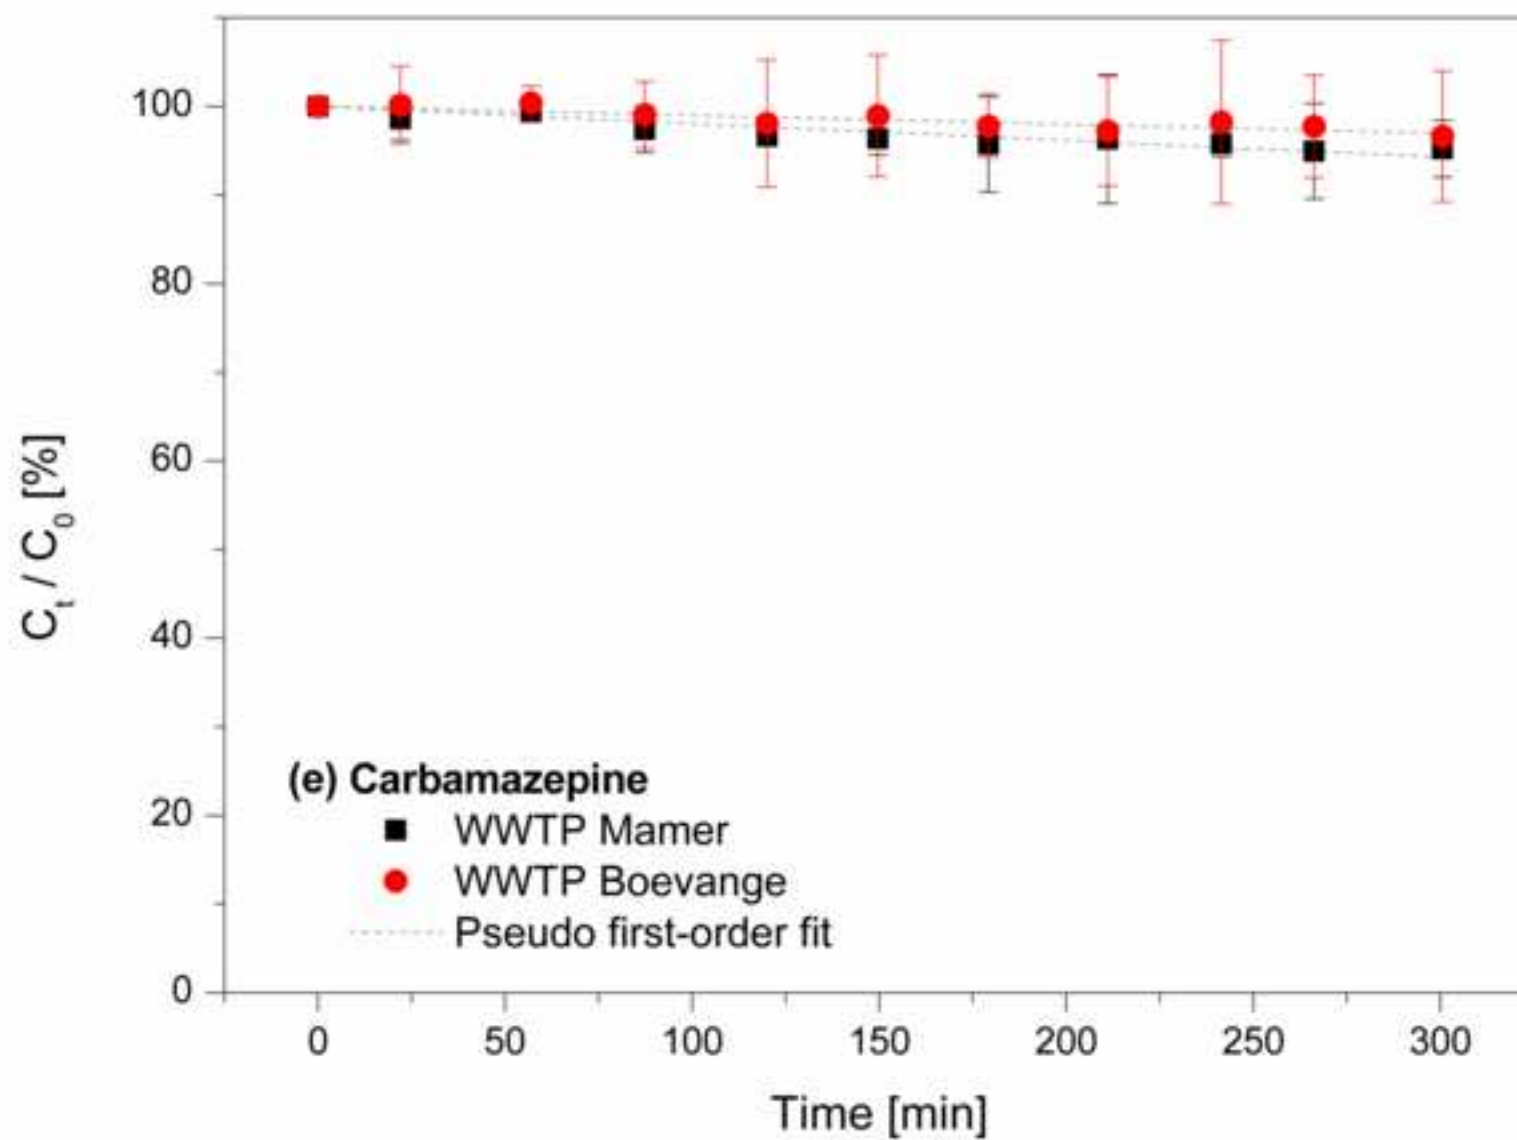 100
80
60
40
20
0
C_t / C_0 [%]
(e) Carbamazepine
WWTP Mamer
WWTP Boevange
Pseudo first-order fit
0 50 100 150 200 250 300
Time [min]